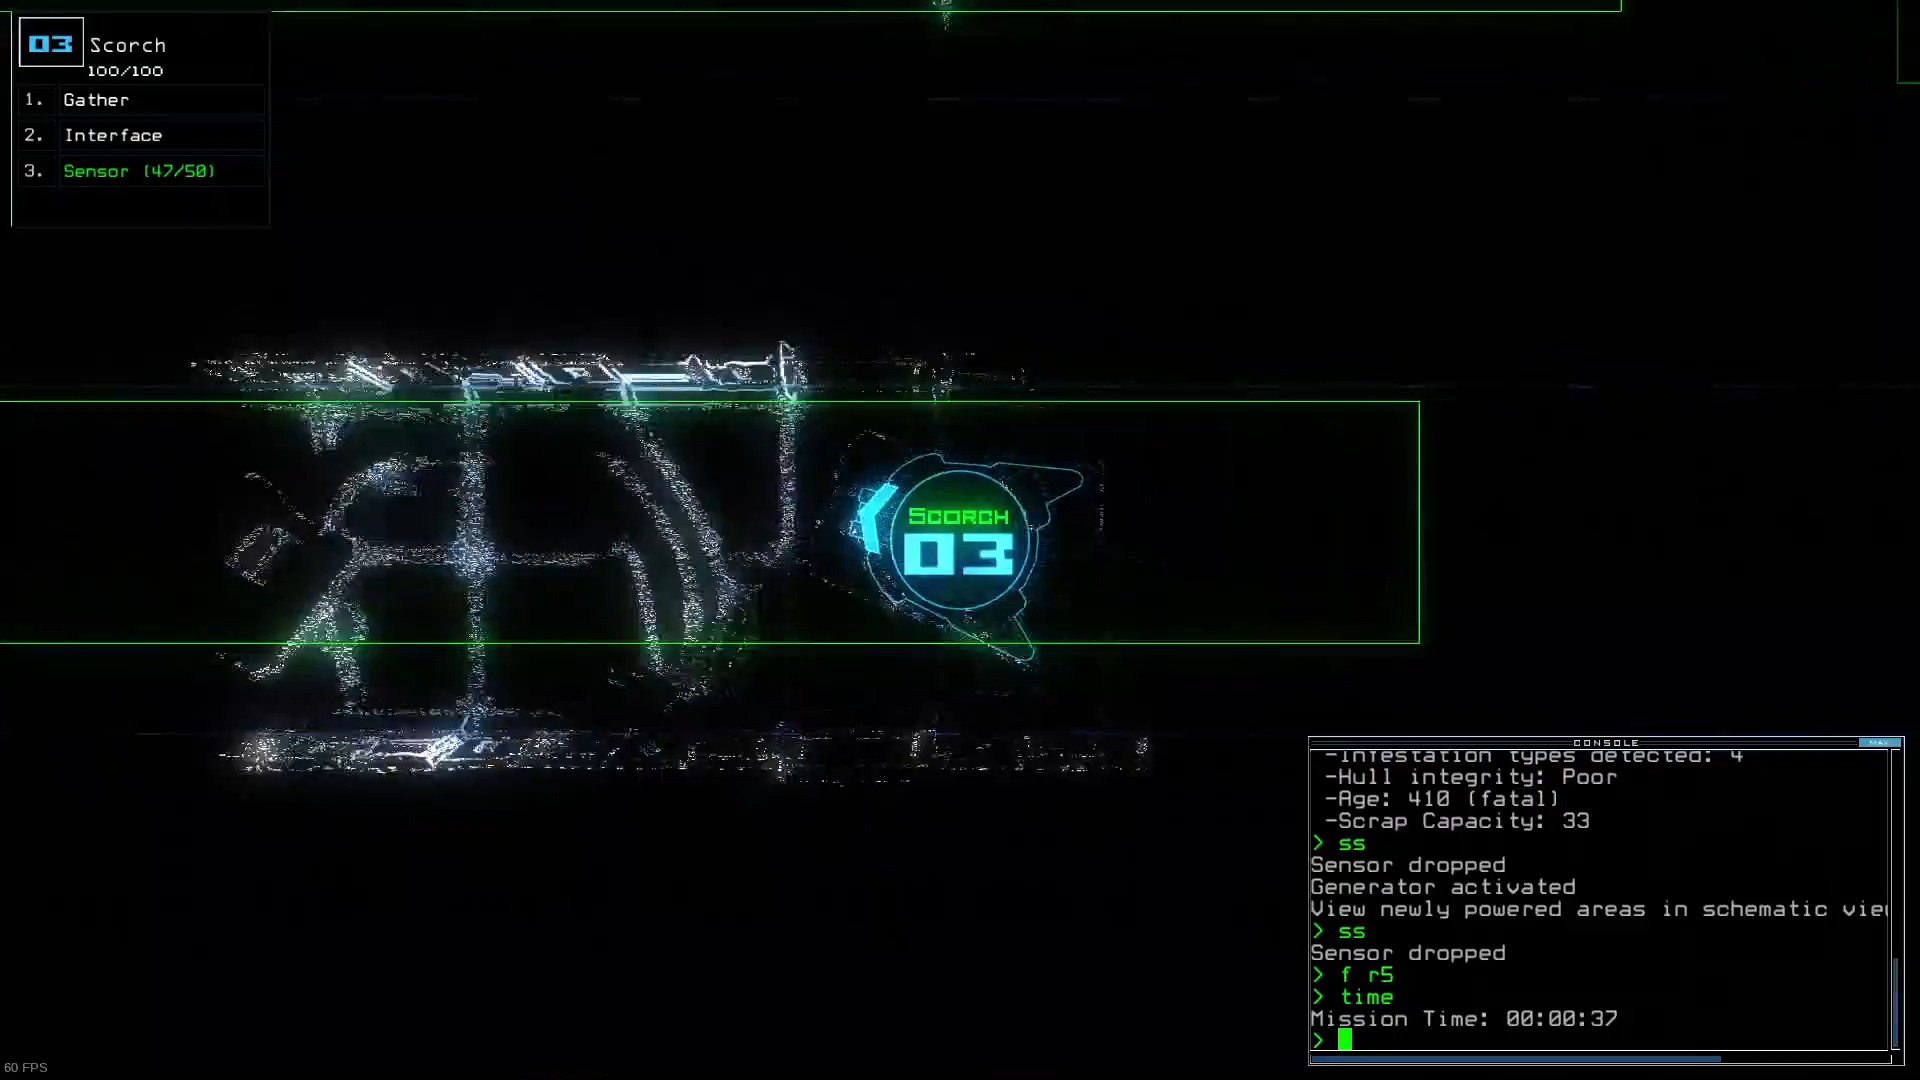 03 Scorch
100/100
1. Gather
2. Interface
3. Sensor (47/50)
Scorch
03
CONSOLE
MAX
-Infestation types detected: 4
-Hull integrity: Poor
-Age: 410 (fatal)
-Scrap Capacity: 33
> ss
Sensor dropped
Generator activated
View newly powered areas in schematic vie
> ss
Sensor dropped
> f r5
> time
Mission Time: 00:00:37
>
60 FPS